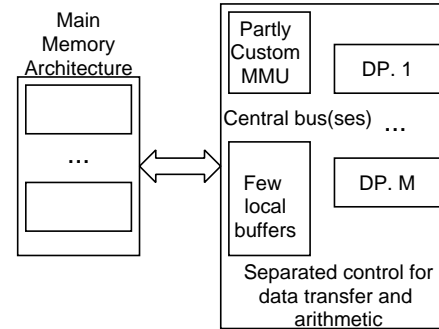 Main
Memory
Architecture
...
Partly
Custom
MMU
DP. 1
Central bus(ses)
...
Few
local
buffers
DP. M
Separated control for
data transfer and
arithmetic